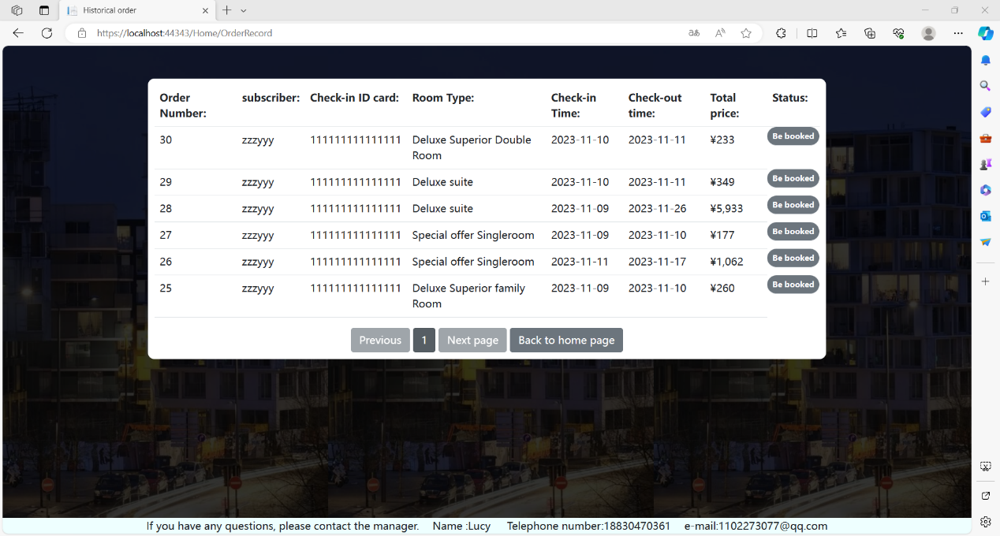 Historical order
https://localhost:44343/Home/OrderRecord
Order Number: subscriber: Check-in ID card: Room Type: Check-in Time: Check-out time: Total price: Status:
30 zzzyyy 111111111111111 Deluxe Superior Double Room 2023-11-10 2023-11-11 ¥233 Be booked
29 zzzyyy 111111111111111 Deluxe suite 2023-11-10 2023-11-11 ¥349 Be booked
28 zzzyyy 111111111111111 Deluxe suite 2023-11-09 2023-11-26 ¥5,933 Be booked
27 zzzyyy 111111111111111 Special offer Singleroom 2023-11-09 2023-11-10 ¥177 Be booked
26 zzzyyy 111111111111111 Special offer Singleroom 2023-11-11 2023-11-17 ¥1,062 Be booked
25 zzzyyy 111111111111111 Deluxe Superior family Room 2023-11-09 2023-11-10 ¥260 Be booked
Previous 1 Next page Back to home page
If you have any questions, please contact the manager. Name :Lucy Telephone number:18830470361 e-mail:1102273077@qq.com